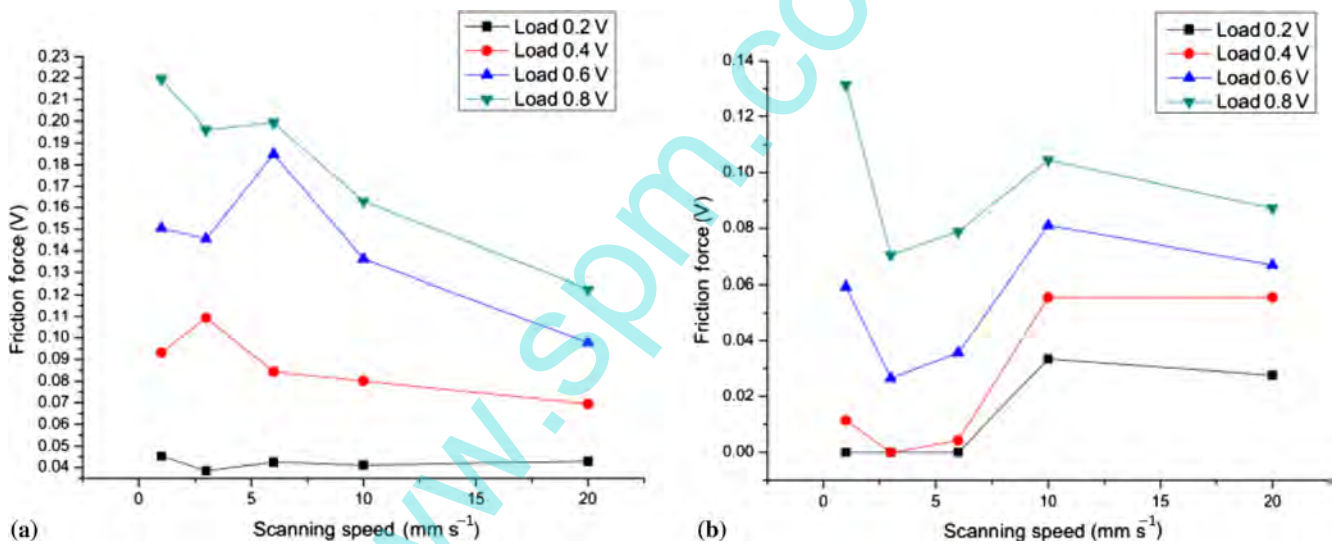 Load 0.2 V
Load 0.4 V
Load 0.6 V
Load 0.8 V
0.23
0.22
0.21
0.20
0.19
0.18
0.17
0.16
0.15
0.14
0.13
0.12
0.11
0.10
0.09
0.08
0.07
0.06
0.05
0.04
Friction force (V)
0 5 10 15 20
Scanning speed (mm s⁻¹)
(a)
Load 0.2 V
Load 0.4 V
Load 0.6 V
Load 0.8 V
0.14
0.12
0.10
0.08
0.06
0.04
0.02
0.00
Friction force (V)
0 5 10 15 20
Scanning speed (mm s⁻¹)
(b)
www.spm.co